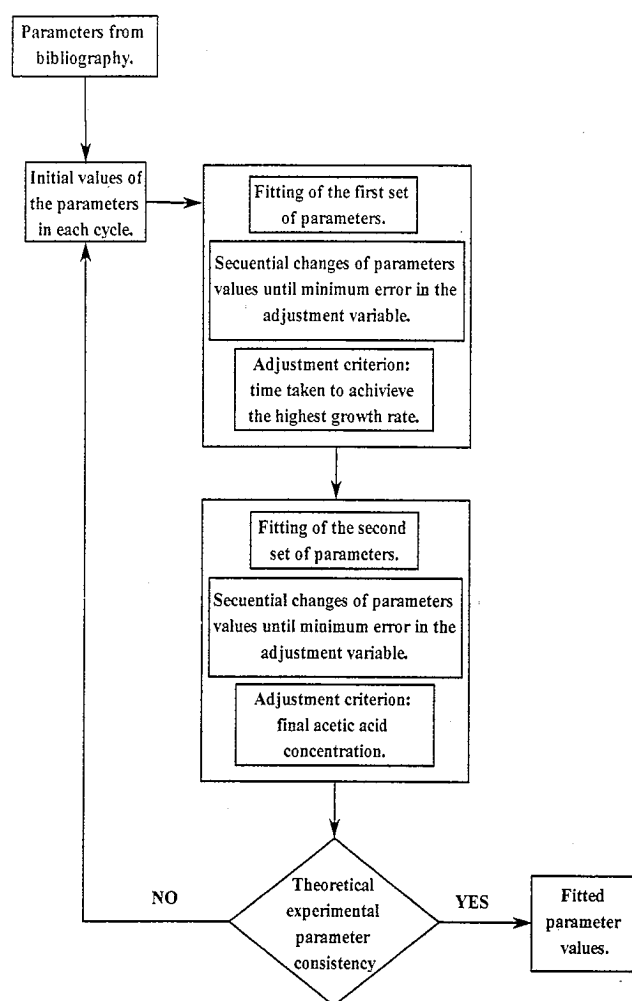 Parameters from
bibliography.
Initial values of
the parameters
in each cycle.
Fitting of the first set
of parameters.
Secuential changes of parameters
values until minimum error in the
adjustment variable.
Adjustment criterion:
time taken to achivieve
the highest growth rate.
Fitting of the second
set of parameters.
Secuential changes of parameters
values until minimum error in the
adjustment variable.
Adjustment criterion:
final acetic acid
concentration.
NO
Theoretical
experimental
parameter
consistency
YES
Fitted
parameter
values.